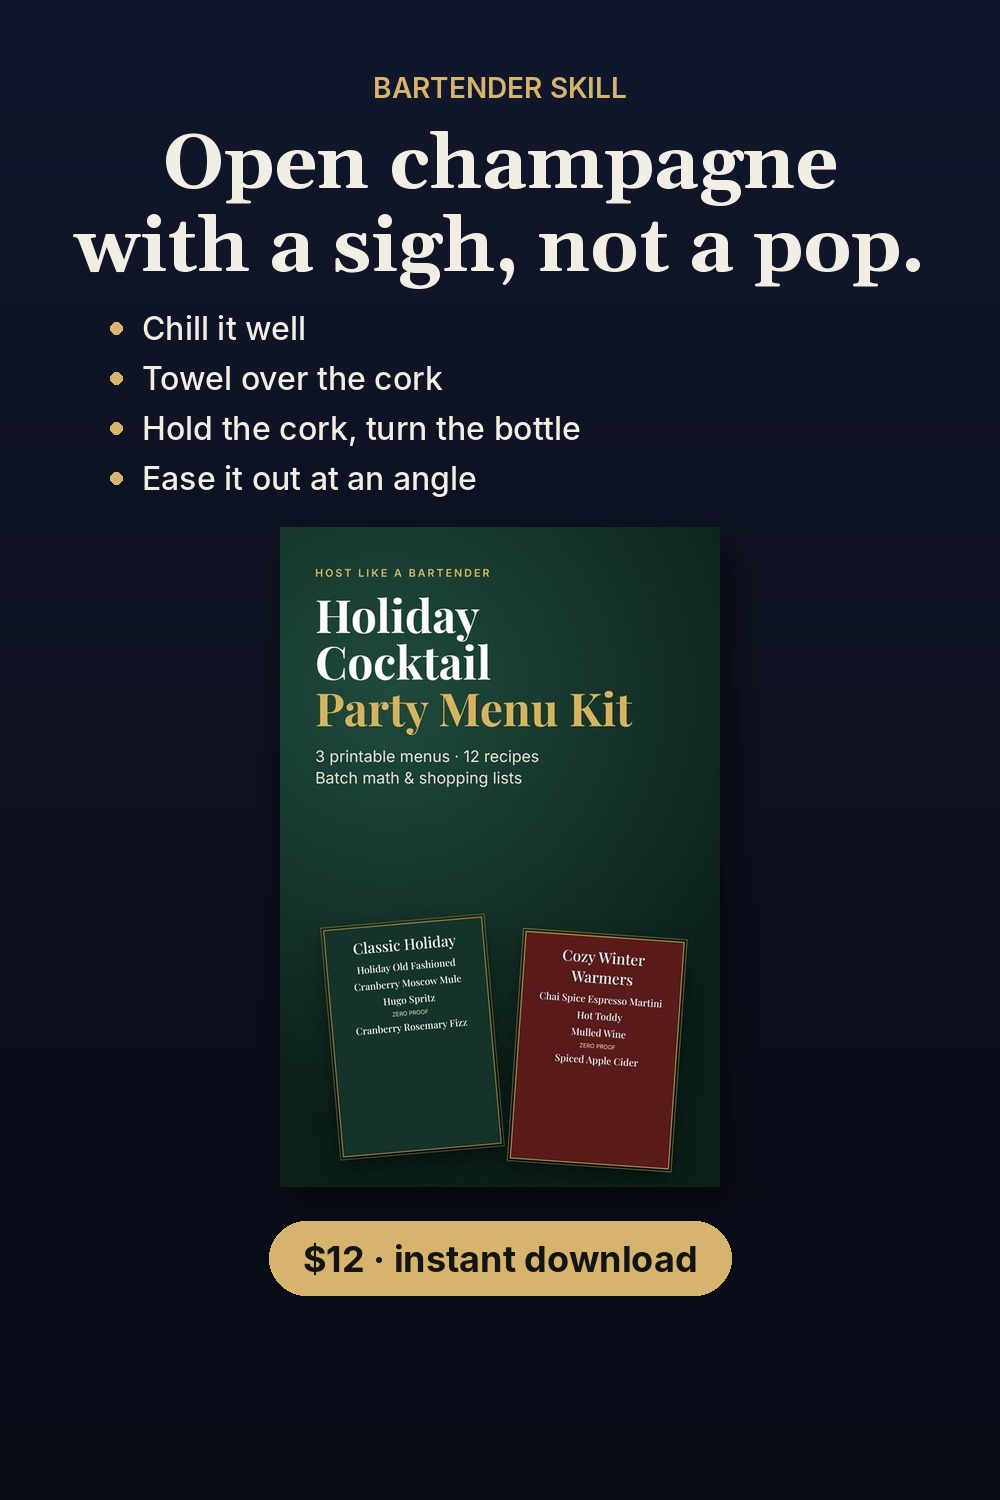 BARTENDER SKILL
Open champagne
with a sigh, not a pop.
Chill it well
Towel over the cork
Hold the cork, turn the bottle
Ease it out at an angle
HOST LIKE A BARTENDER
Holiday
Cocktail
Party Menu Kit
3 printable menus · 12 recipes
Batch math & shopping lists
Classic Holiday
Holiday Old Fashioned
Cranberry Moscow Mule
Hugo Spritz
ZERO PROOF
Cranberry Rosemary Fizz
Cozy Winter
Warmers
Chai Spice Espresso Martini
Hot Toddy
Mulled Wine
ZERO PROOF
Spiced Apple Cider
$12 · instant download